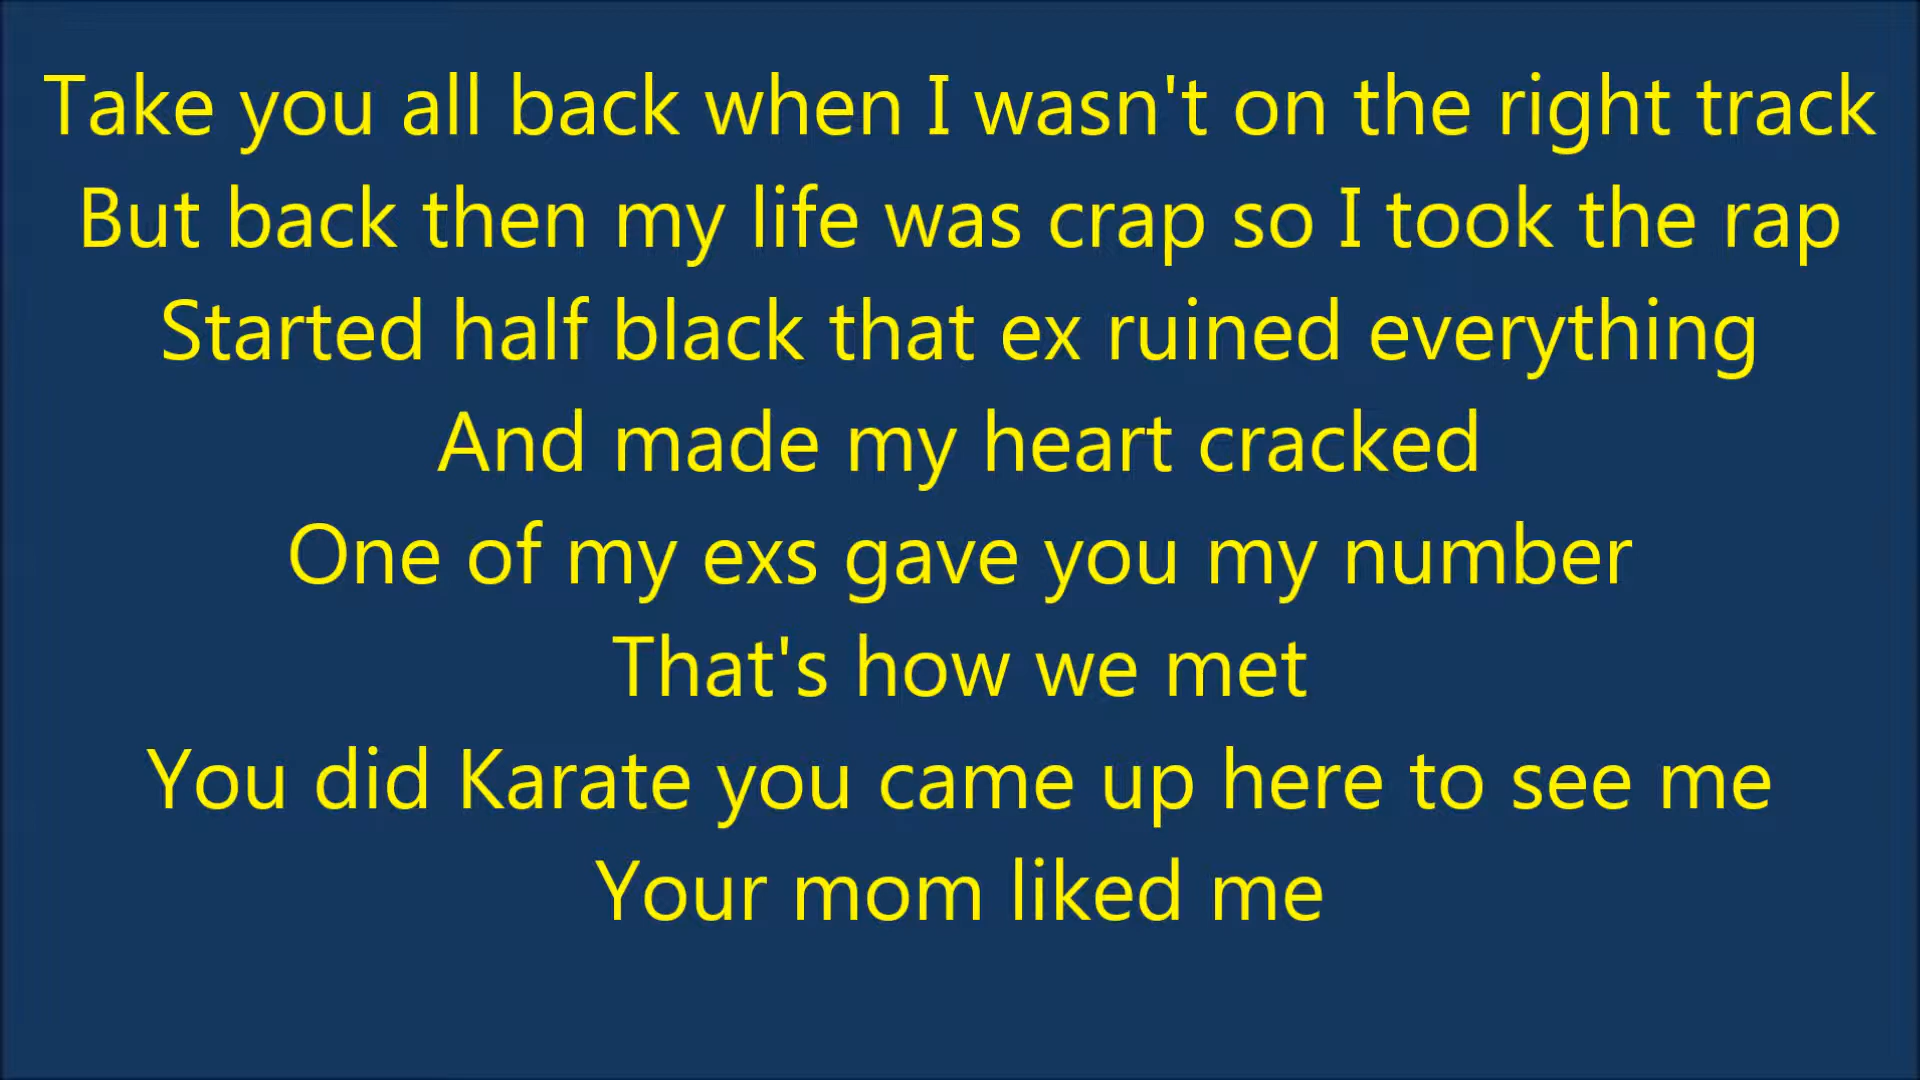 Take you all back when I wasn't on the right track
But back then my life was crap so I took the rap
Started half black that ex ruined everything
And made my heart cracked
One of my exs gave you my number
That's how we met
You did Karate you came up here to see me
Your mom liked me